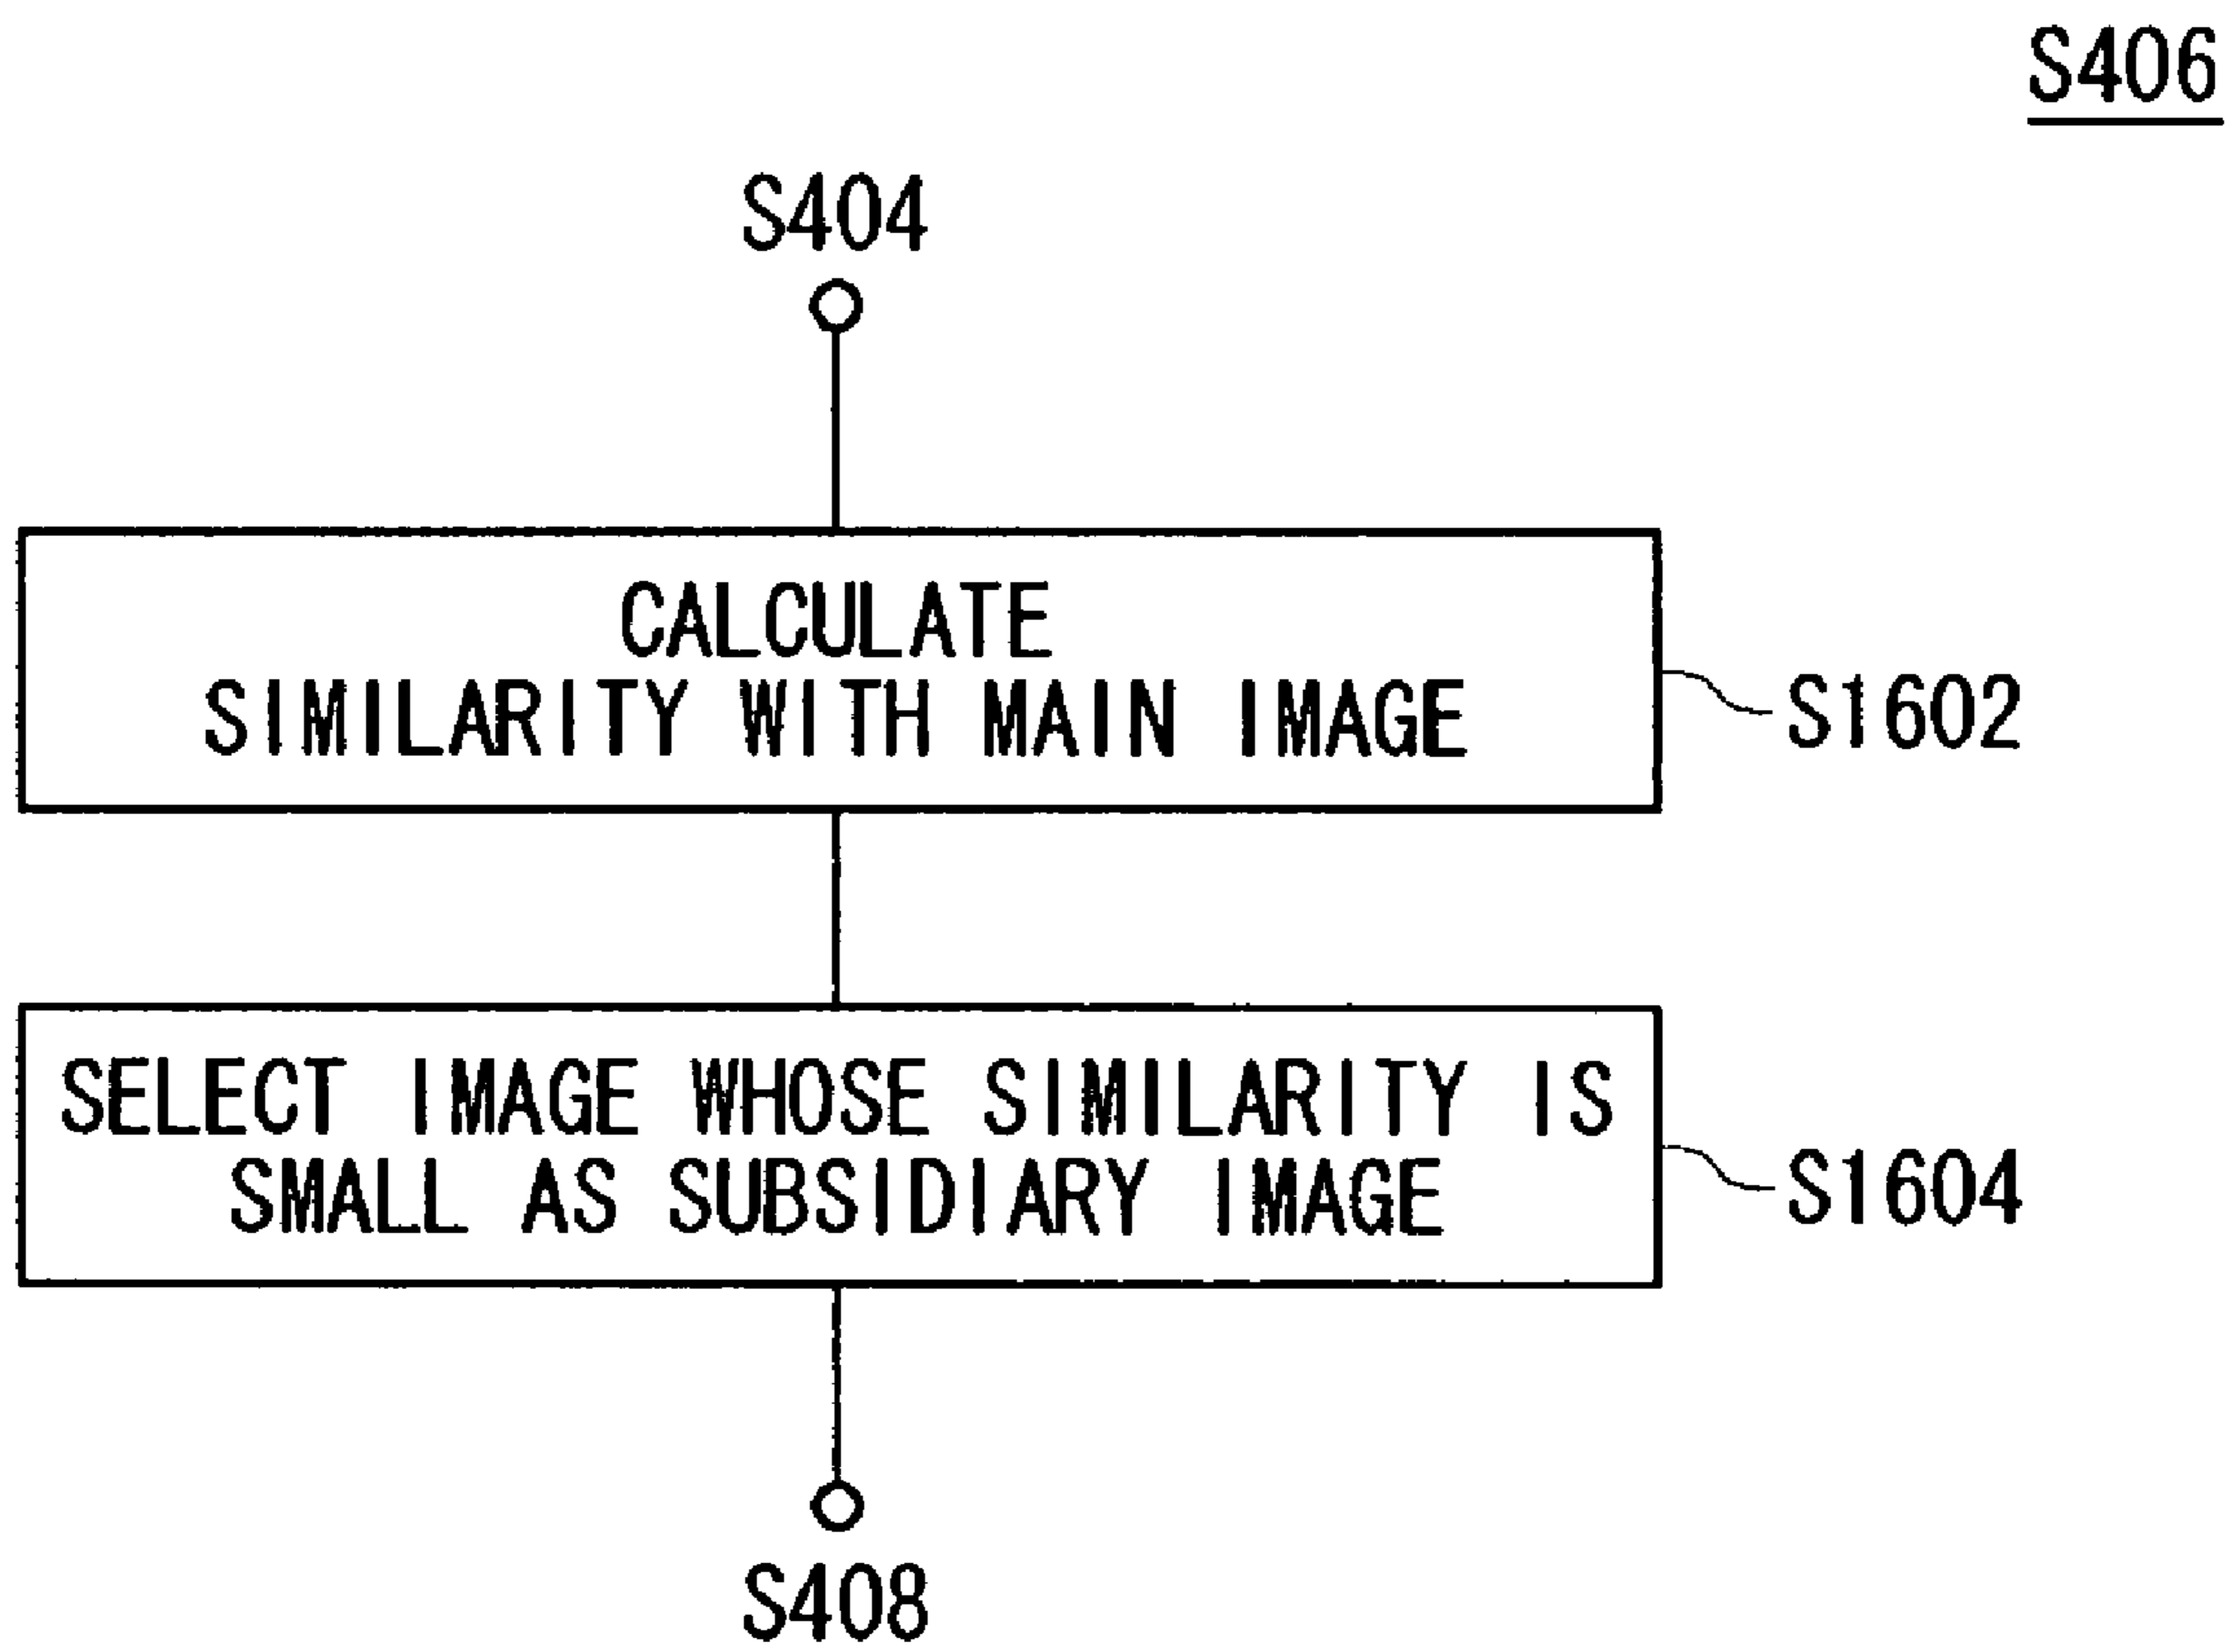 S406
S404
CALCULATE
SIMILARITY WITH MAIN IMAGE
S1602
SELECT IMAGE WHOSE SIMILARITY IS
SMALL AS SUBSIDIARY IMAGE
S1604
S408